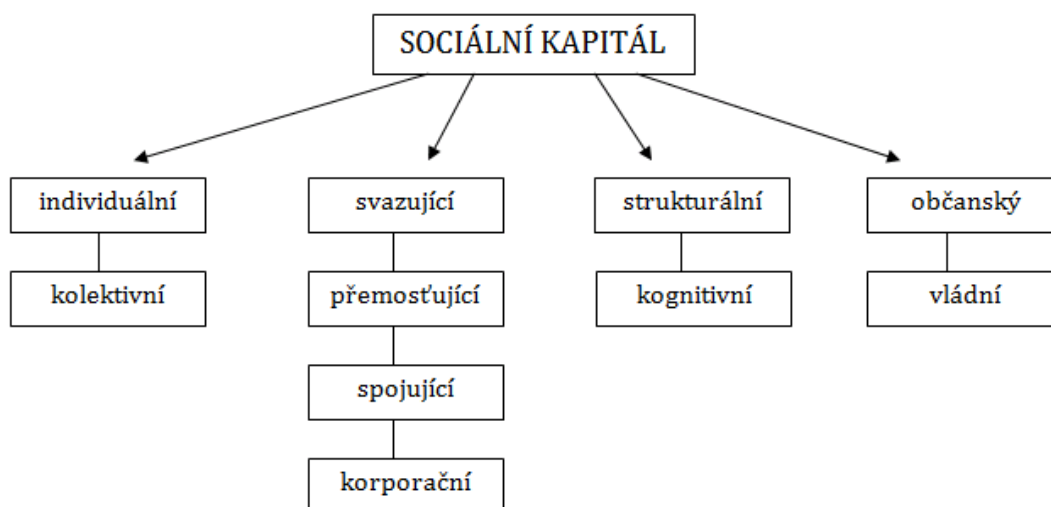 SOCIÁLNÍ KAPITÁL
individuální
svazující
strukturální
občanský
kolektivní
přemosťující
kognitivní
vládní
spojující
korporační